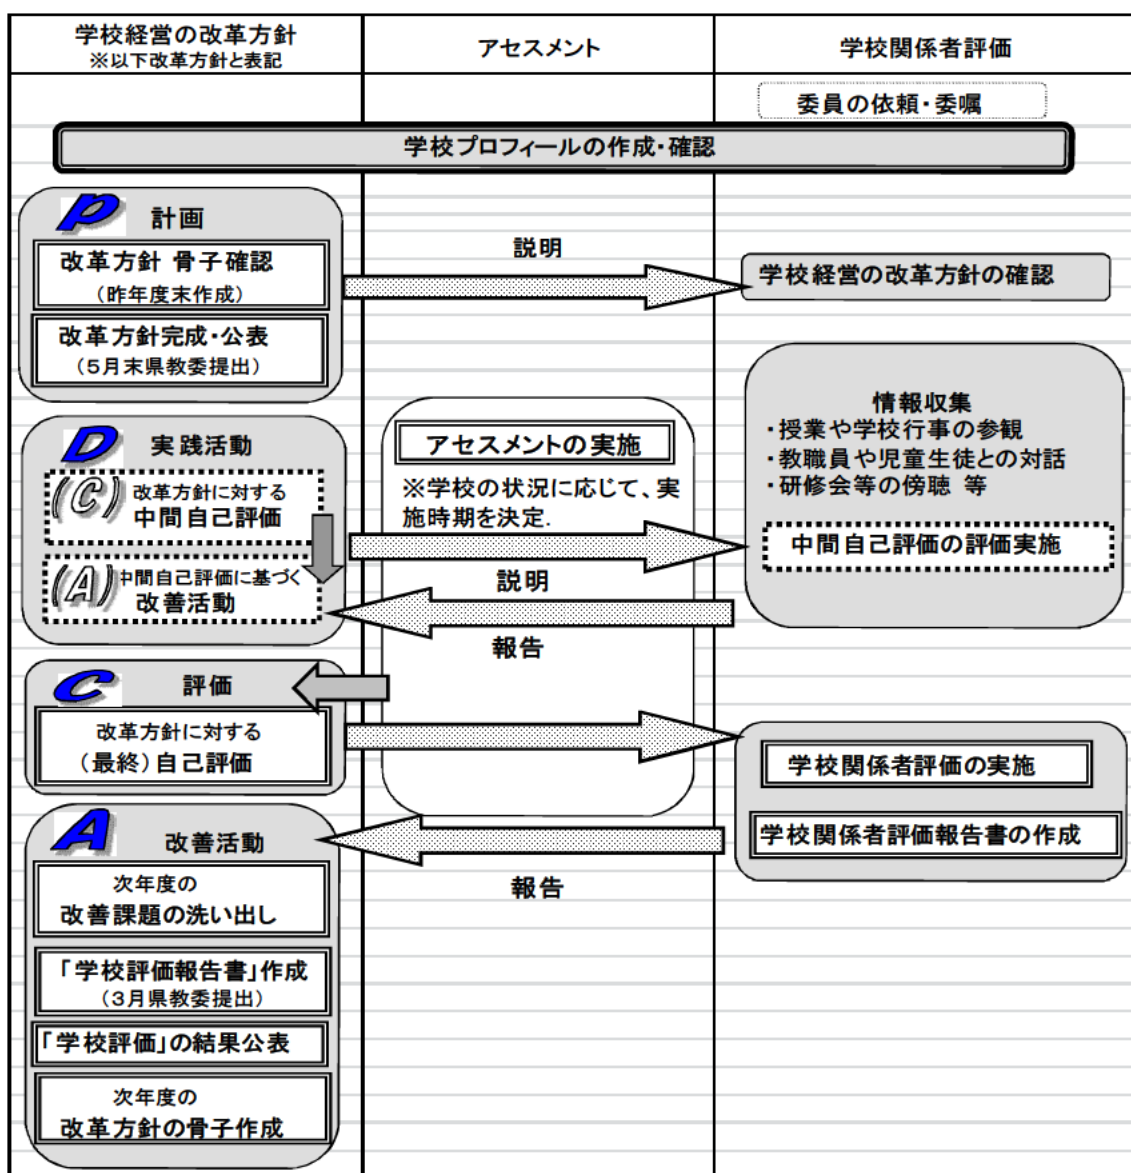 学校経営の改革方針
※以下改革方針と表記
アセスメント
学校関係者評価
委員の依頼・委嘱
学校プロフィールの作成・確認
P 計画
改革方針 骨子確認
（昨年度末作成）
改革方針完成・公表
（５月末県教委提出）
説明
学校経営の改革方針の確認
D 実践活動
(C) 改革方針に対する
中間自己評価
(A) 中間自己評価に基づく
改善活動
アセスメントの実施
※学校の状況に応じて、実
施時期を決定.
説明
報告
情報収集
・授業や学校行事の参観
・教職員や児童生徒との対話
・研修会等の傍聴 等
中間自己評価の評価実施
C 評価
改革方針に対する
（最終）自己評価
学校関係者評価の実施
学校関係者評価報告書の作成
報告
A 改善活動
次年度の
改善課題の洗い出し
「学校評価報告書」作成
（３月県教委提出）
「学校評価」の結果公表
次年度の
改革方針の骨子作成